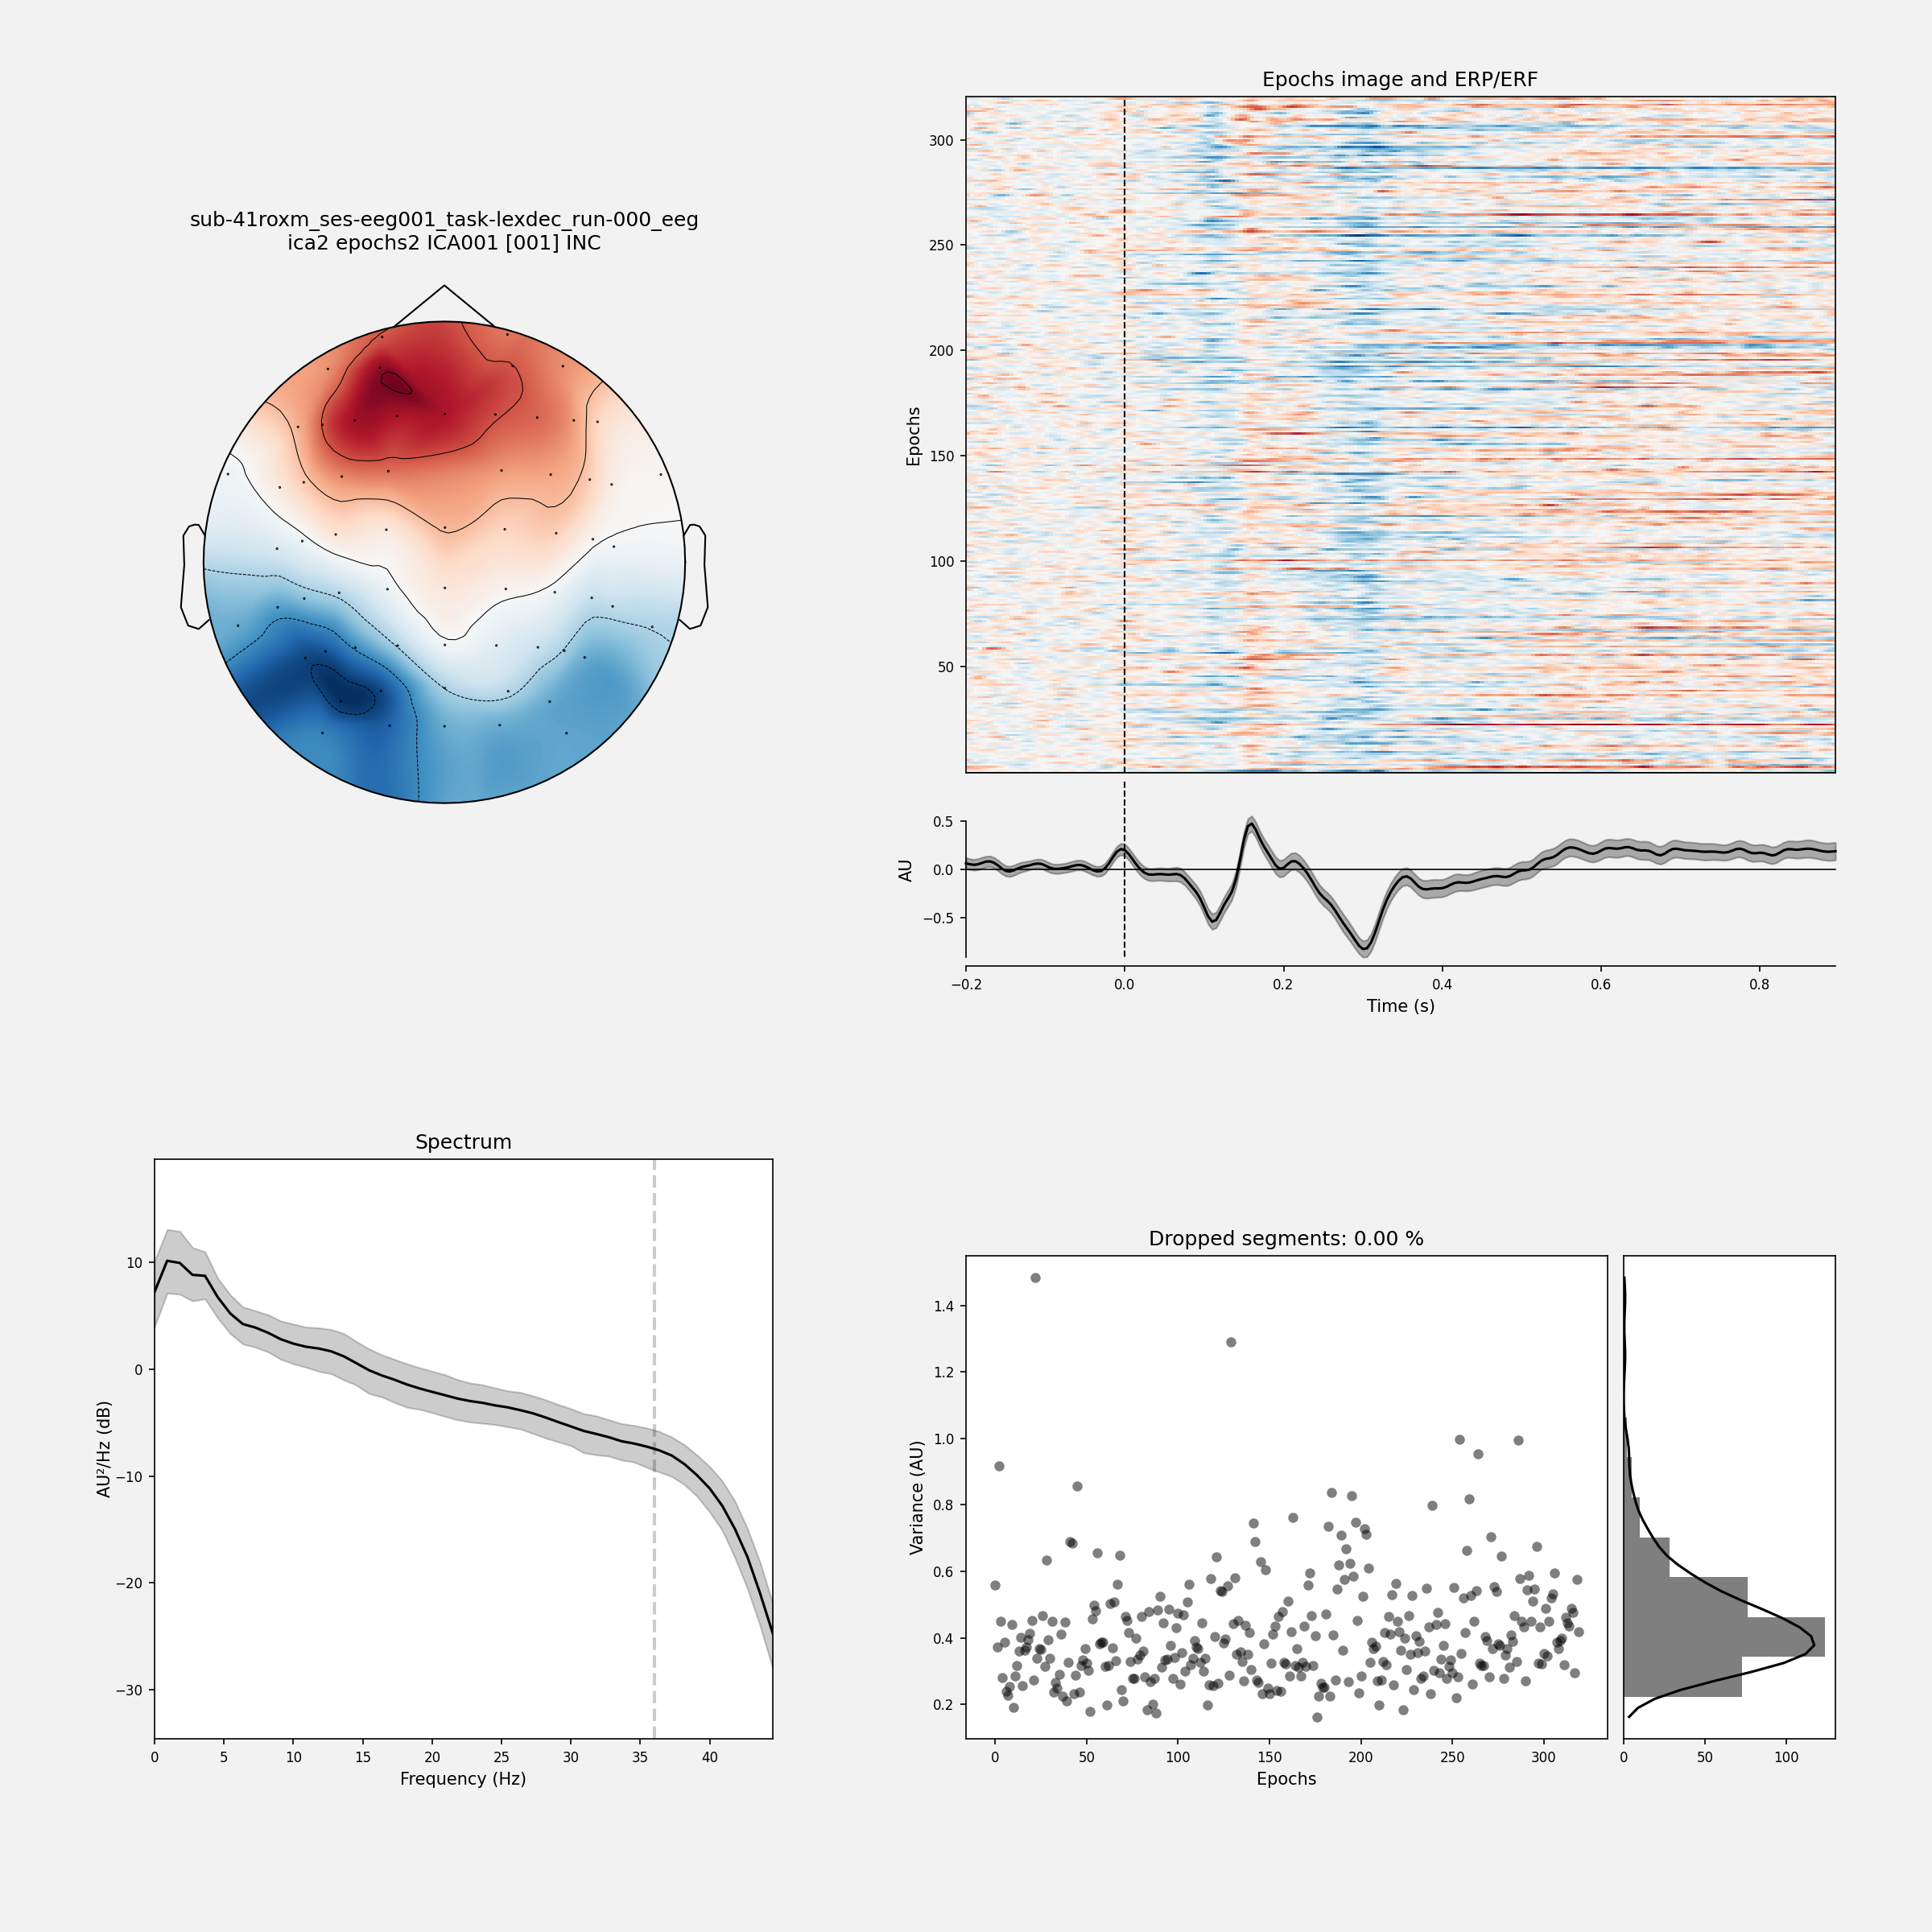 sub-41roxm_ses-eeg001_task-lexdec_run-000_eeg
ica2 epochs2 ICA001 [001] INC
Epochs image and ERP/ERF
Epochs
300
250
200
150
100
50
AU
0.5
0.0
−0.5
−0.2 0.0 0.2 0.4 0.6 0.8
Time (s)
Spectrum
AU²/Hz (dB)
10
0
−10
−20
−30
0 5 10 15 20 25 30 35 40
Frequency (Hz)
Dropped segments: 0.00 %
Variance (AU)
1.4
1.2
1.0
0.8
0.6
0.4
0.2
0 50 100 150 200 250 300
Epochs
0 50 100